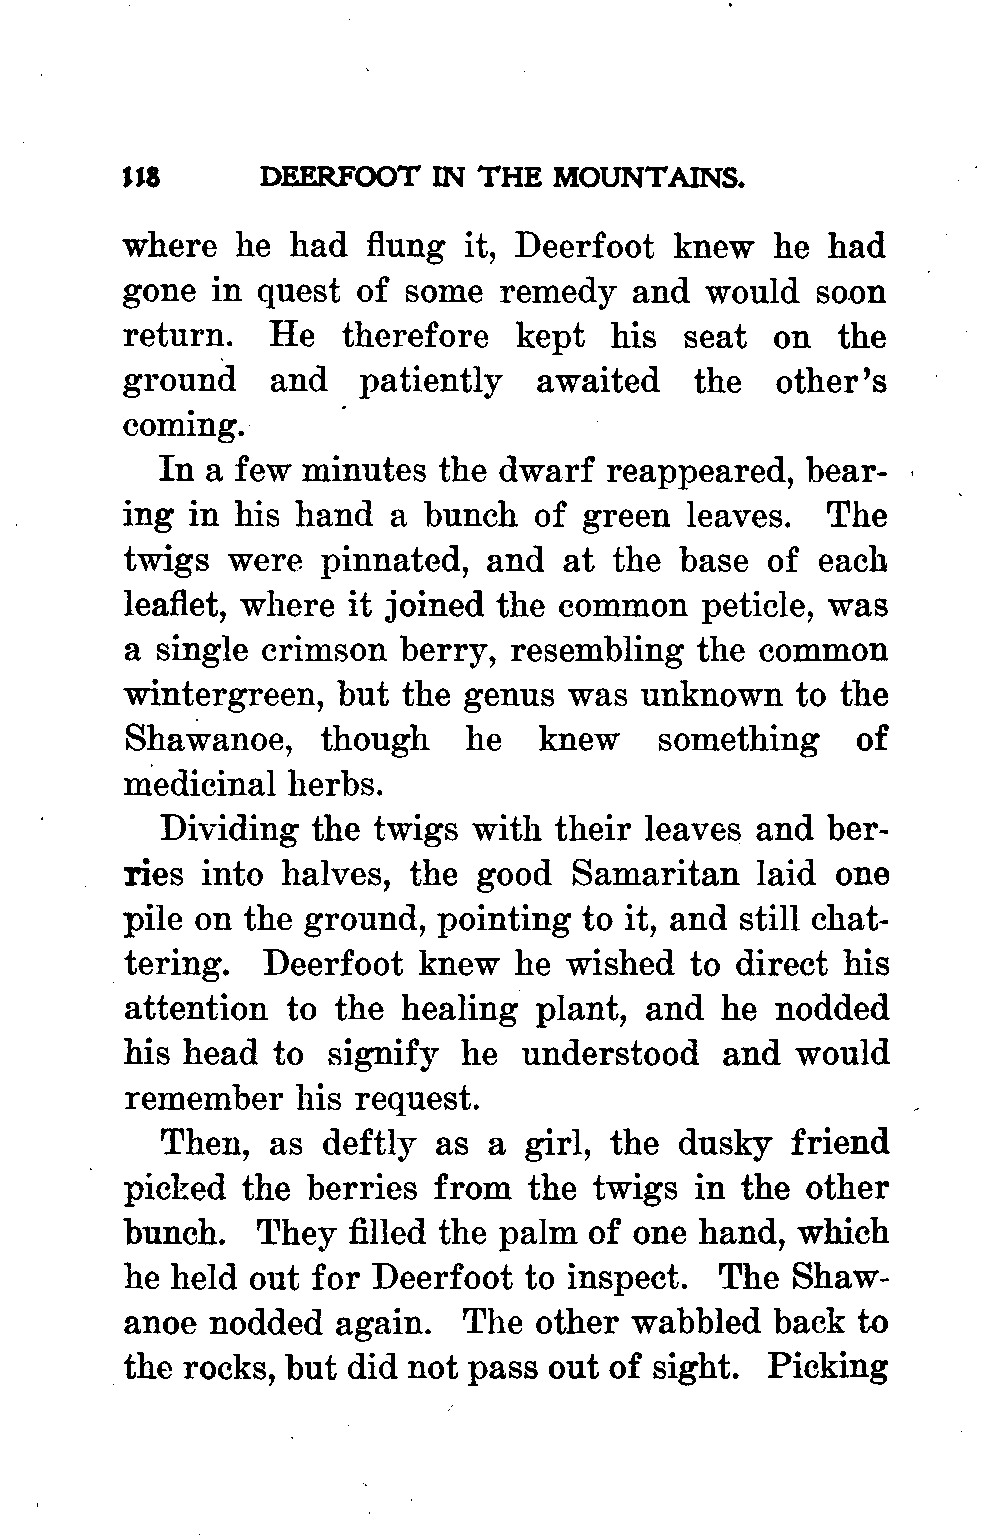 118 DEERFOOT IN THE MOUNTAINS.
where he had flung it, Deerfoot knew he had
gone in quest of some remedy and would soon
return. He therefore kept his seat on the
ground and patiently awaited the other's
coming.
In a few minutes the dwarf reappeared, bear-
ing in his hand a bunch of green leaves. The
twigs were pinnated, and at the base of each
leaflet, where it joined the common peticle, was
a single crimson berry, resembling the common
wintergreen, but the genus was unknown to the
Shawanoe, though he knew something of
medicinal herbs.
Dividing the twigs with their leaves and ber-
ries into halves, the good Samaritan laid one
pile on the ground, pointing to it, and still chat-
tering. Deerfoot knew he wished to direct his
attention to the healing plant, and he nodded
his head to signify he understood and would
remember his request.
Then, as deftly as a girl, the dusky friend
picked the berries from the twigs in the other
bunch. They filled the palm of one hand, which
he held out for Deerfoot to inspect. The Shaw-
anoe nodded again. The other wabbled back to
the rocks, but did not pass out of sight. Picking